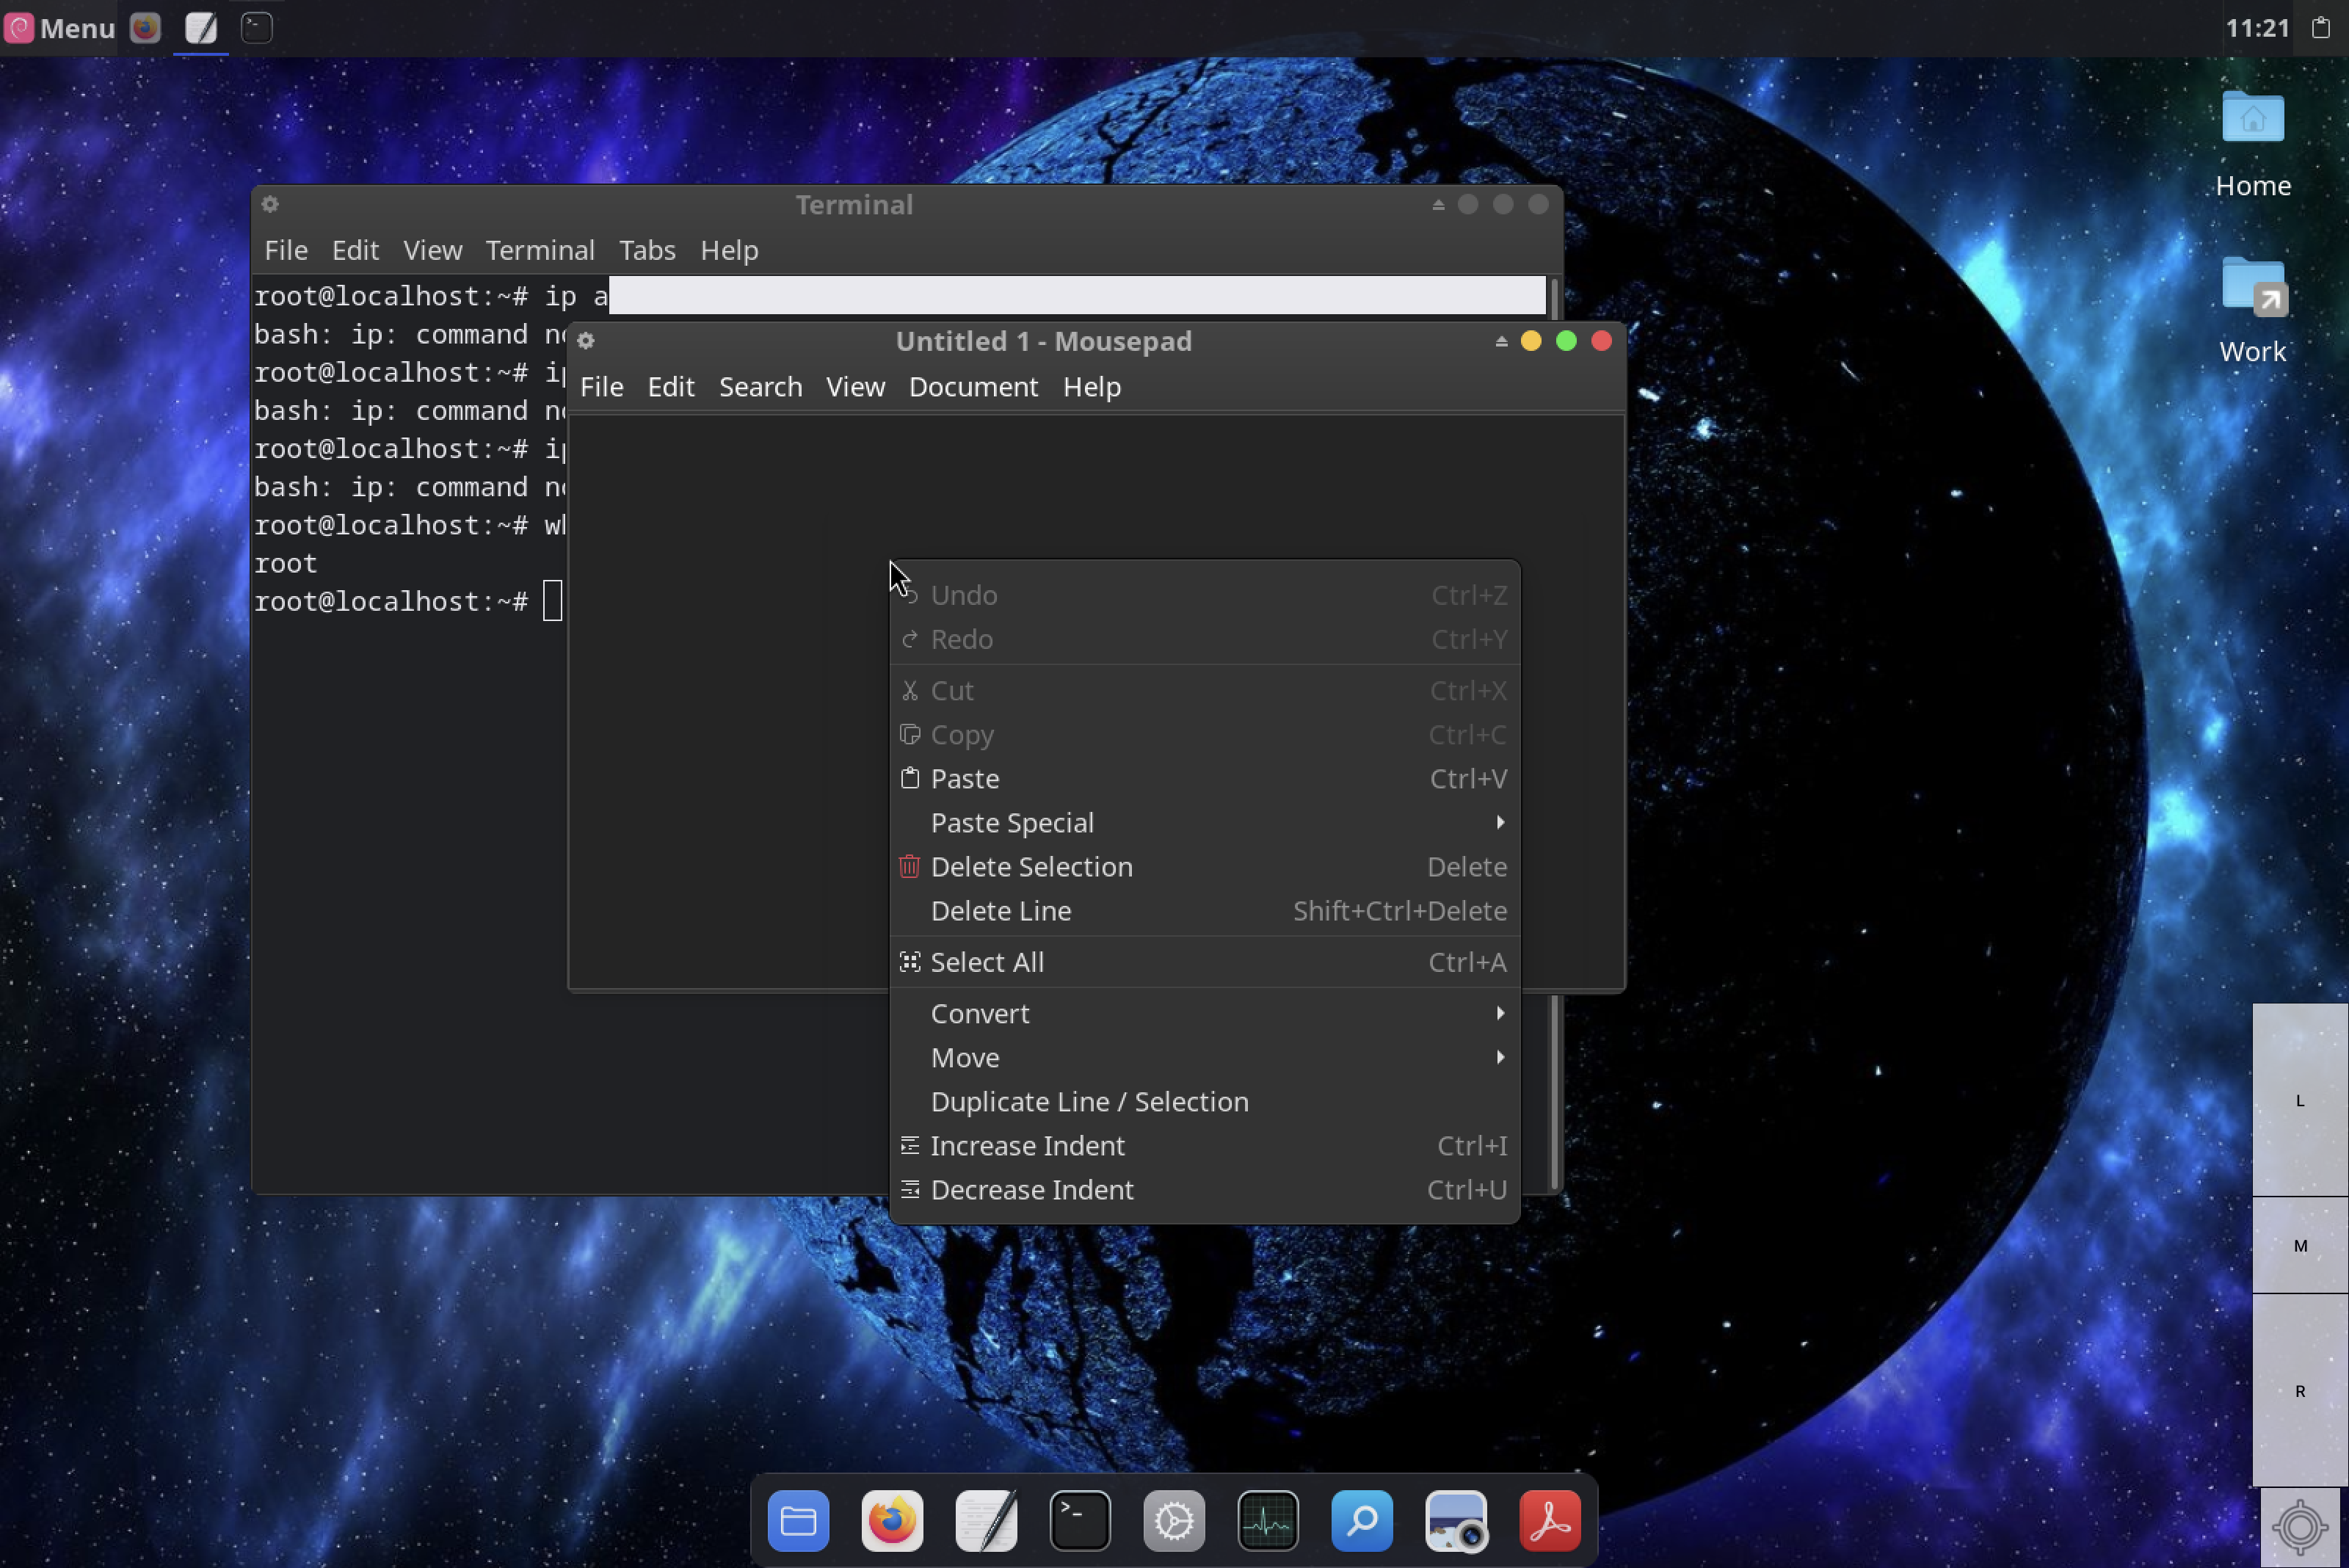 Menu
11:21
Home
Work
Terminal
File Edit View Terminal Tabs Help
root@localhost:~# ip a
bash: ip: command
root@localhost:~#
bash: ip: command
root@localhost:~#
bash: ip: command
root@localhost:~#
root
root@localhost:~#
Untitled 1 - Mousepad
File Edit Search View Document Help
Undo Ctrl+Z
Redo Ctrl+Y
Cut Ctrl+X
Copy Ctrl+C
Paste Ctrl+V
Paste Special
Delete Selection Delete
Delete Line Shift+Ctrl+Delete
Select All Ctrl+A
Convert
Move
Duplicate Line / Selection
Increase Indent Ctrl+I
Decrease Indent Ctrl+U
L
M
R